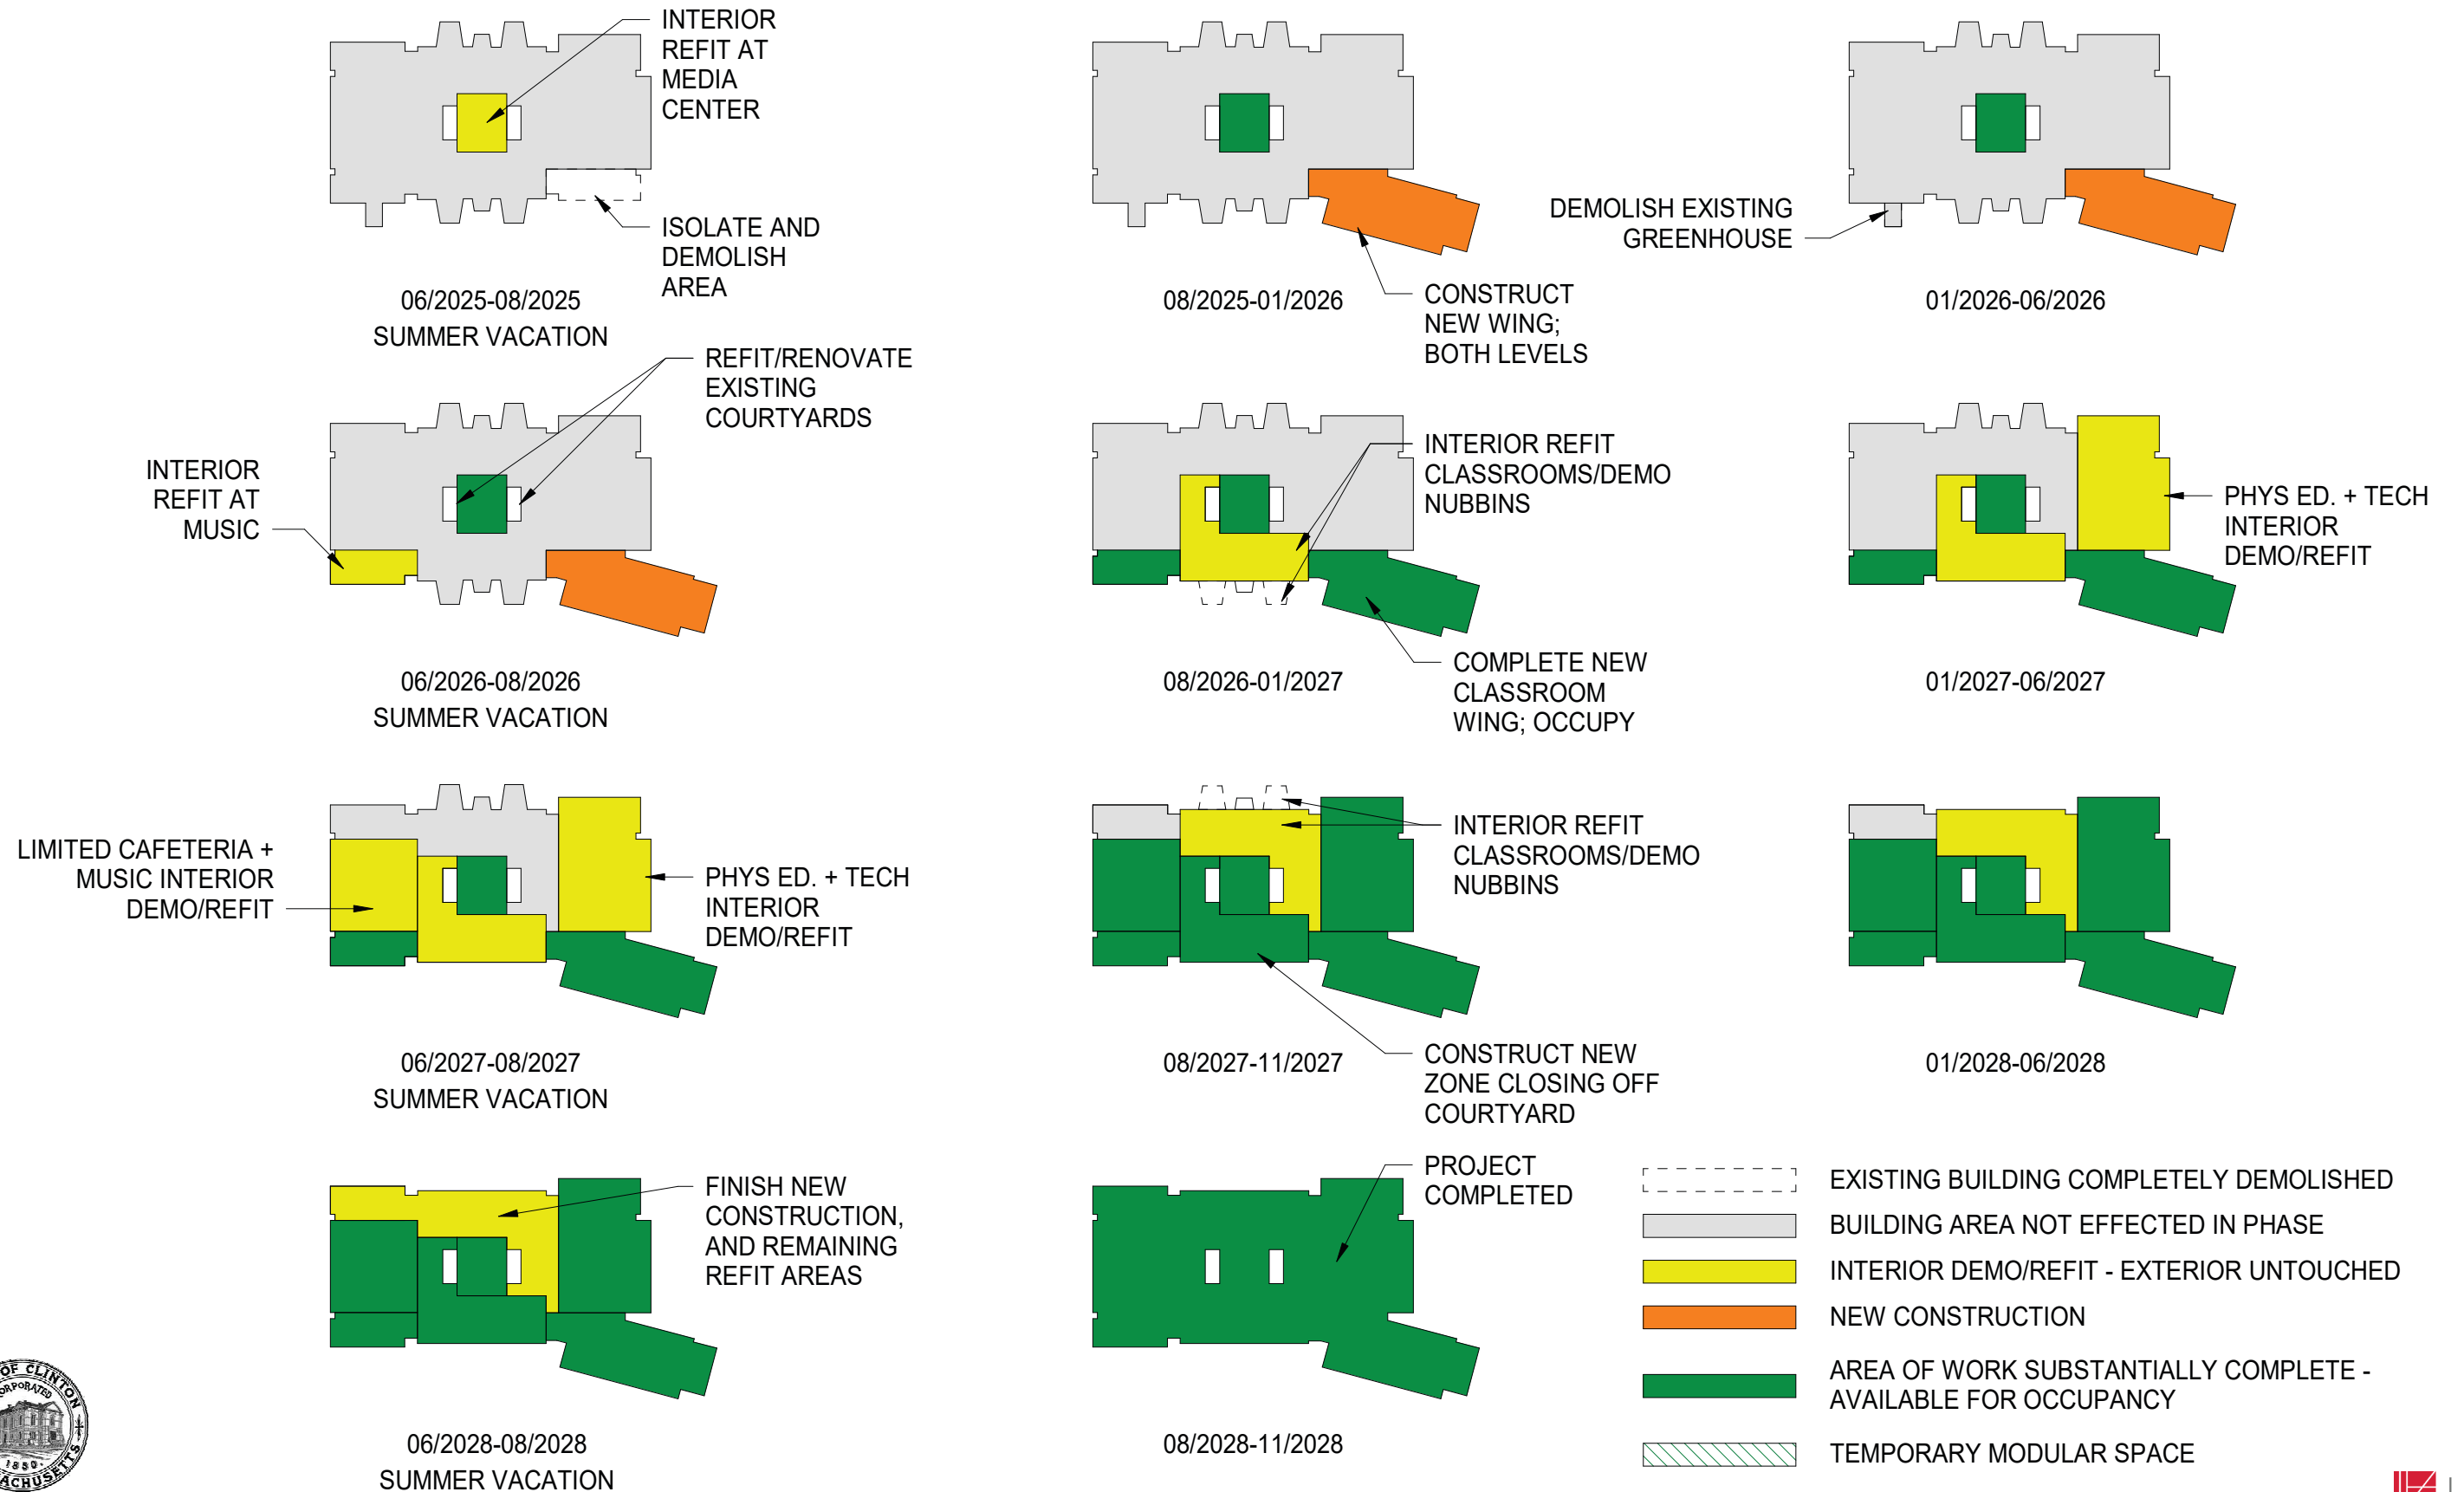 INTERIOR
REFIT AT
MEDIA
CENTER
ISOLATE AND
DEMOLISH
AREA
06/2025-08/2025
SUMMER VACATION
CONSTRUCT
NEW WING;
BOTH LEVELS
08/2025-01/2026
DEMOLISH EXISTING
GREENHOUSE
01/2026-06/2026
REFIT/RENOVATE
EXISTING
COURTYARDS
INTERIOR
REFIT AT
MUSIC
06/2026-08/2026
SUMMER VACATION
INTERIOR REFIT
CLASSROOMS/DEMO
NUBBINS
COMPLETE NEW
CLASSROOM
WING; OCCUPY
08/2026-01/2027
PHYS ED. + TECH
INTERIOR
DEMO/REFIT
01/2027-06/2027
LIMITED CAFETERIA +
MUSIC INTERIOR
DEMO/REFIT
PHYS ED. + TECH
INTERIOR
DEMO/REFIT
06/2027-08/2027
SUMMER VACATION
INTERIOR REFIT
CLASSROOMS/DEMO
NUBBINS
CONSTRUCT NEW
ZONE CLOSING OFF
COURTYARD
08/2027-11/2027
01/2028-06/2028
FINISH NEW
CONSTRUCTION,
AND REMAINING
REFIT AREAS
06/2028-08/2028
SUMMER VACATION
PROJECT
COMPLETED
08/2028-11/2028
EXISTING BUILDING COMPLETELY DEMOLISHED
BUILDING AREA NOT EFFECTED IN PHASE
INTERIOR DEMO/REFIT - EXTERIOR UNTOUCHED
NEW CONSTRUCTION
AREA OF WORK SUBSTANTIALLY COMPLETE -
AVAILABLE FOR OCCUPANCY
TEMPORARY MODULAR SPACE
OF CLINTON
ORPORATED
1850
ACHUSETTS